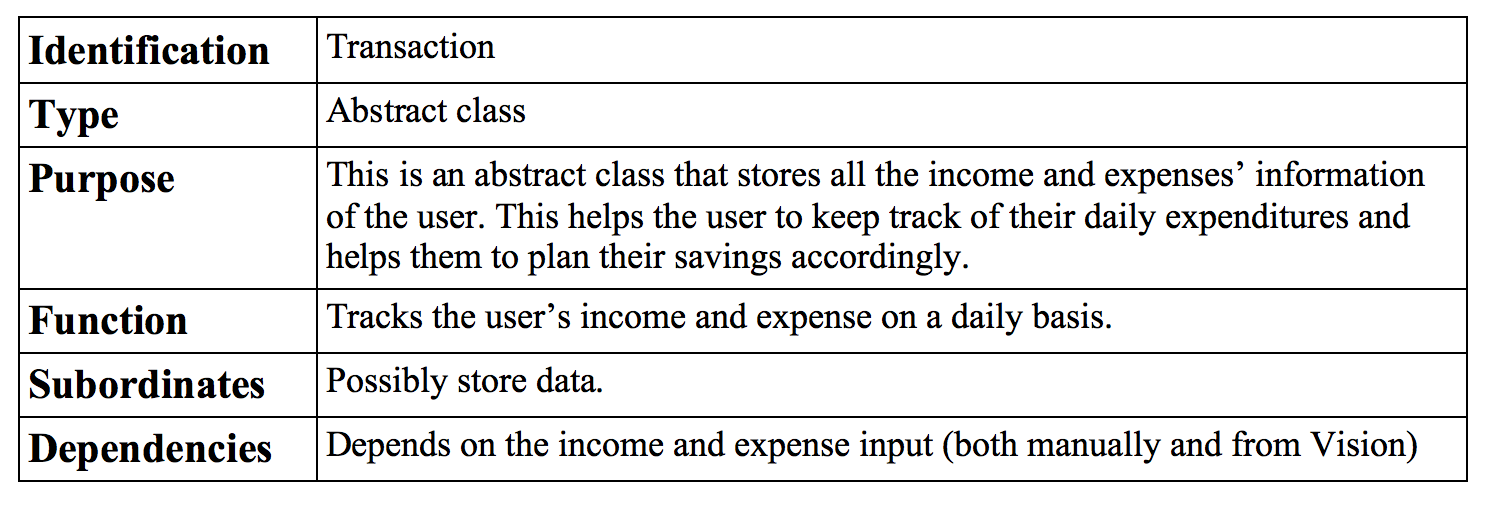 Identification Transaction
Type Abstract class
Purpose This is an abstract class that stores all the income and expenses’ information
of the user. This helps the user to keep track of their daily expenditures and
helps them to plan their savings accordingly.
Function Tracks the user’s income and expense on a daily basis.
Subordinates Possibly store data.
Dependencies Depends on the income and expense input (both manually and from Vision)